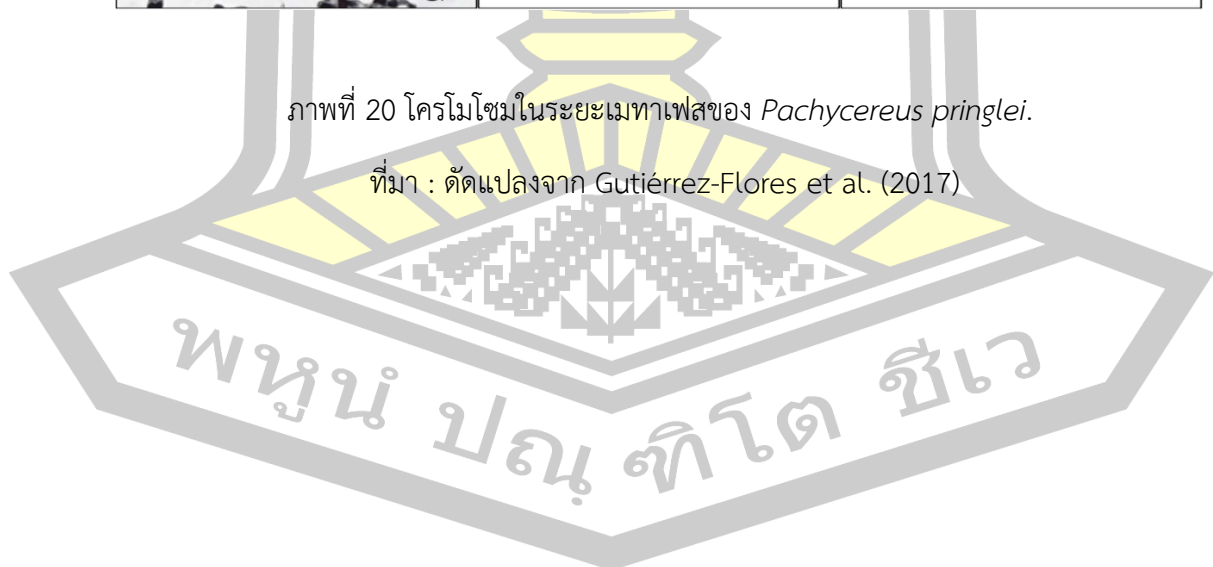 ภาพที่ 20 โครโมโซมในระยะเมทาเฟสของ Pachycereus pringlei.
ที่มา : ดัดแปลงจาก Gutiérrez-Flores et al. (2017)
พหูนํ ปณฺฑิโต ชีเว